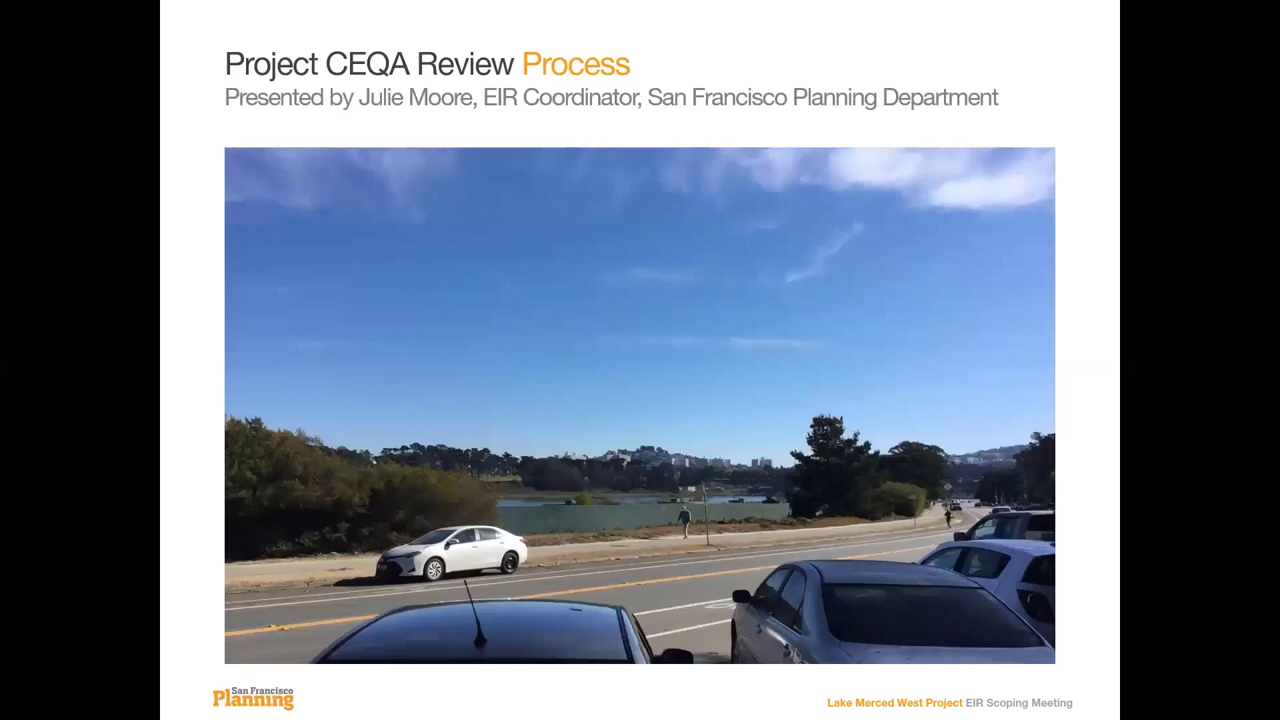 Project CEQA Review Process
Presented by Julie Moore, EIR Coordinator, San Francisco Planning Department
San Francisco
Planning
Lake Merced West Project EIR Scoping Meeting